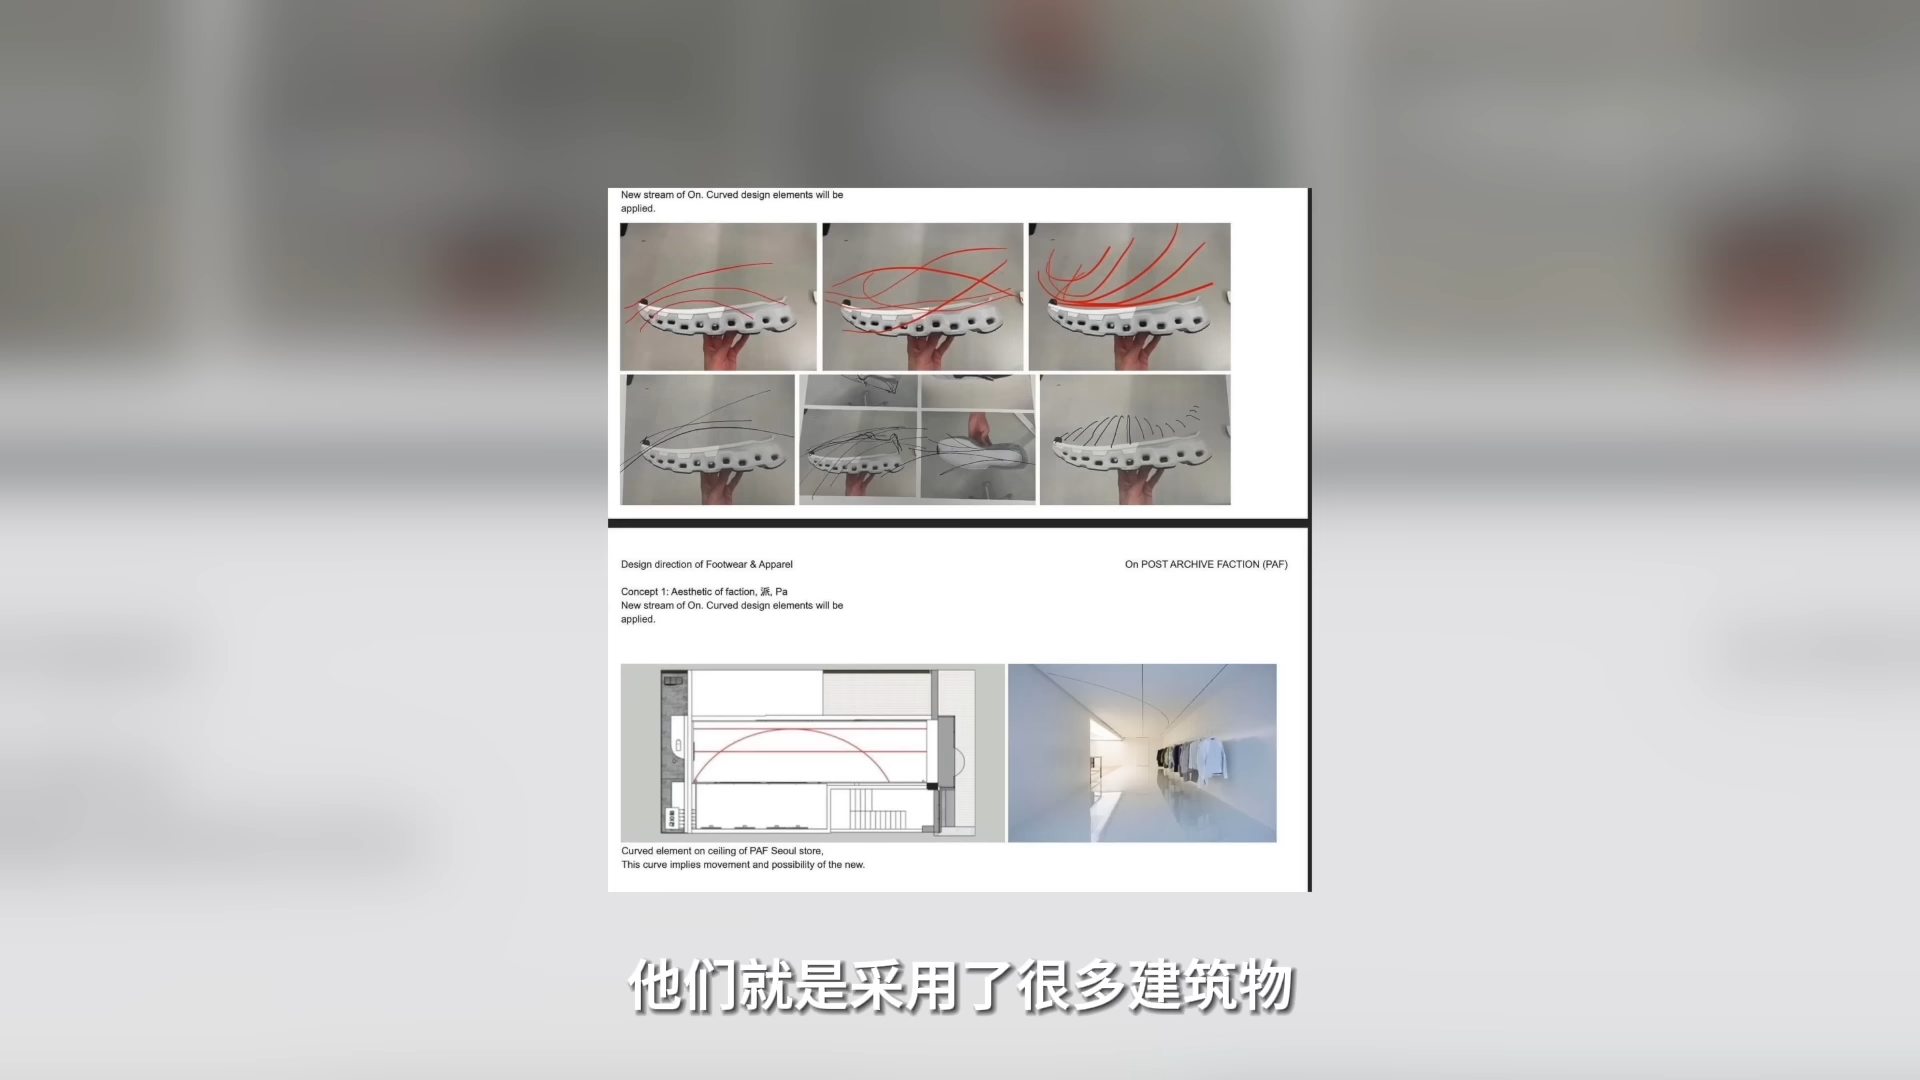 New stream of On. Curved design elements will be
applied.
Design direction of Footwear & Apparel
On POST ARCHIVE FACTION (PAF)
Concept 1: Aesthetic of faction, 派, Pa
New stream of On. Curved design elements will be
applied.
Curved element on ceiling of PAF Seoul store,
This curve implies movement and possibility of the new.
他们就是采用了很多建筑物